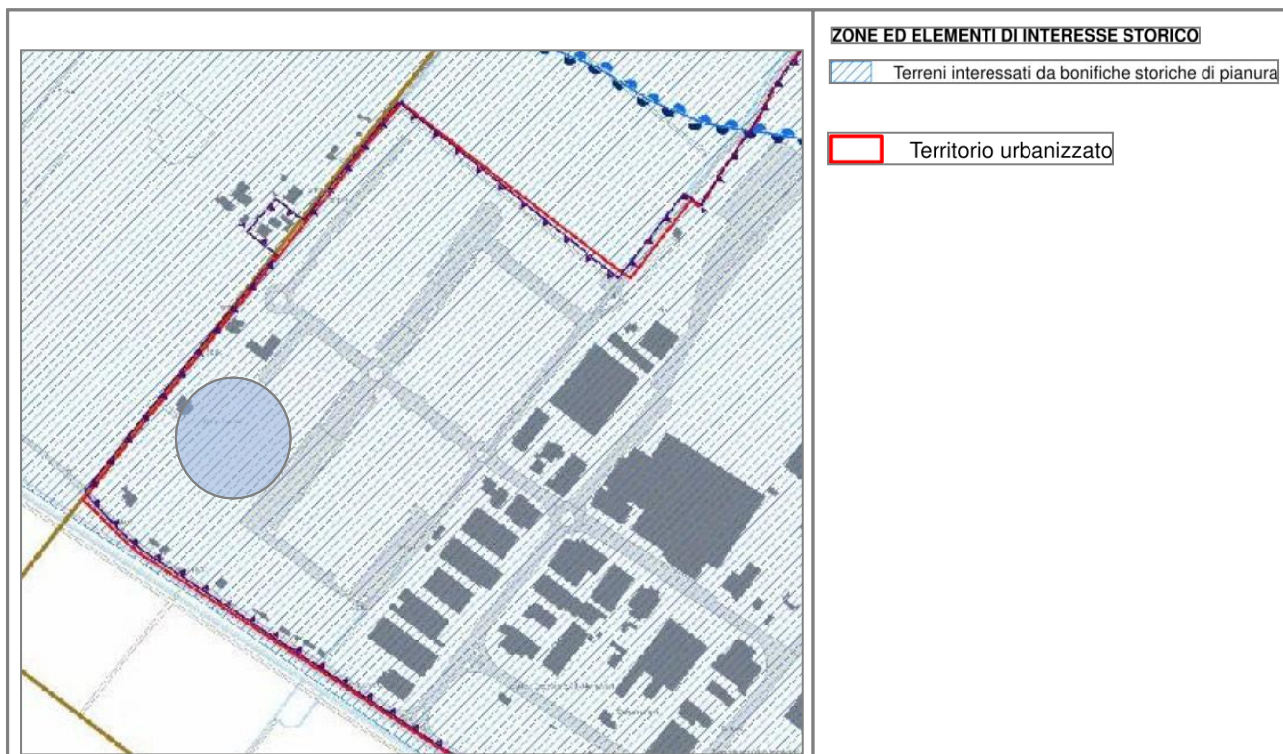 ZONE ED ELEMENTI DI INTERESSE STORICO
Terreni interessati da bonifiche storiche di pianura
Territorio urbanizzato